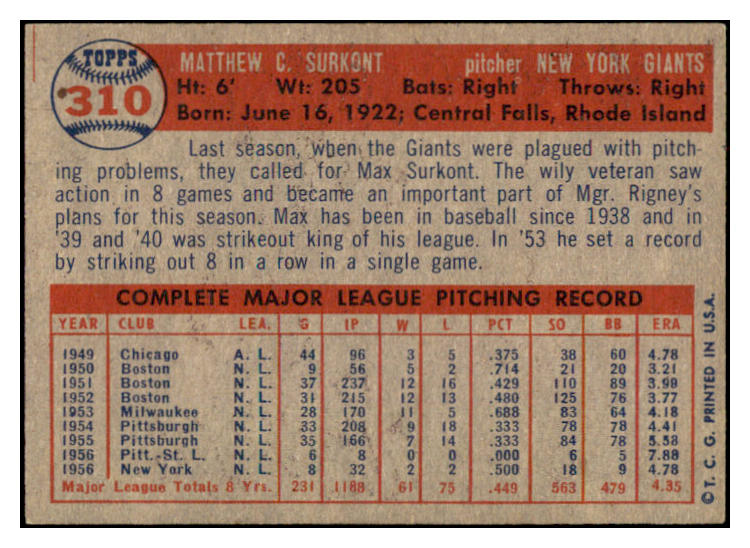 TOPPS
310
MATTHEW C. SURKONT pitcher NEW YORK GIANTS
Ht: 6' Wt: 205 Bats: Right Throws: Right
Born: June 16, 1922; Central Falls, Rhode Island
Last season, when the Giants were plagued with pitch-
ing problems, they called for Max Surkont. The wily veteran saw
action in 8 games and became an important part of Mgr. Rigney's
plans for this season. Max has been in baseball since 1938 and in
'39 and '40 was strikeout king of his league. In '53 he set a record
by striking out 8 in a row in a single game.
COMPLETE MAJOR LEAGUE PITCHING RECORD
YEAR CLUB LEA. G IP W L PCT SO BB ERA
1949 Chicago A. L. 44 96 3 5 .375 38 60 4.78
1950 Boston N. L. 9 56 5 2 .714 21 20 3.21
1951 Boston N. L. 37 237 12 16 .429 110 89 3.99
1952 Boston N. L. 31 215 12 13 .480 125 76 3.77
1953 Milwaukee N. L. 28 170 11 5 .688 83 64 4.18
1954 Pittsburgh N. L. 33 208 9 18 .333 78 78 4.41
1955 Pittsburgh N. L. 35 166 7 14 .333 84 78 5.58
1956 Pitt.-St. L. N. L. 6 8 0 0 .000 6 5 7.88
1956 New York N. L. 8 32 2 2 .500 18 9 4.78
Major League Totals 8 Yrs. 231 1188 61 75 .449 563 479 4.35
© T. C. G. PRINTED IN U.S.A.